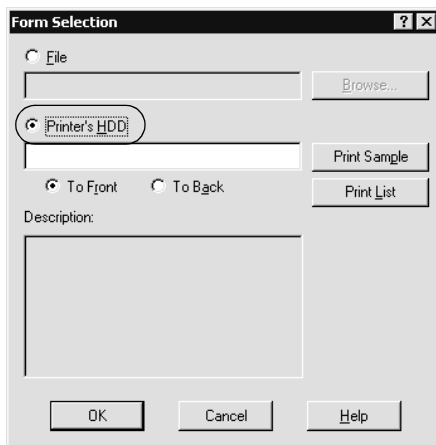 Form Selection
File
Browse...
Printer's HDD
Print Sample
To Front To Back
Print List
Description:
OK Cancel Help